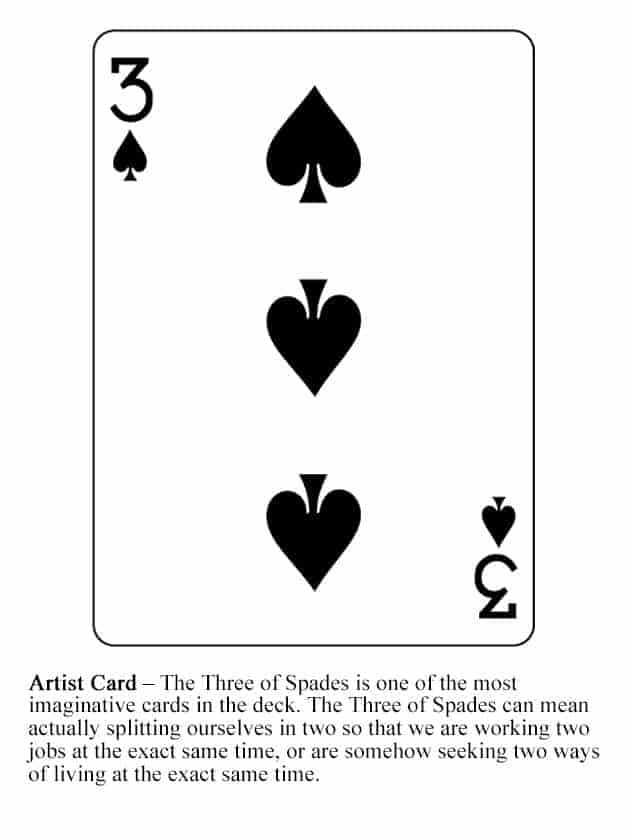 3
3
Artist Card – The Three of Spades is one of the most
imaginative cards in the deck. The Three of Spades can mean
actually splitting ourselves in two so that we are working two
jobs at the exact same time, or are somehow seeking two ways
of living at the exact same time.